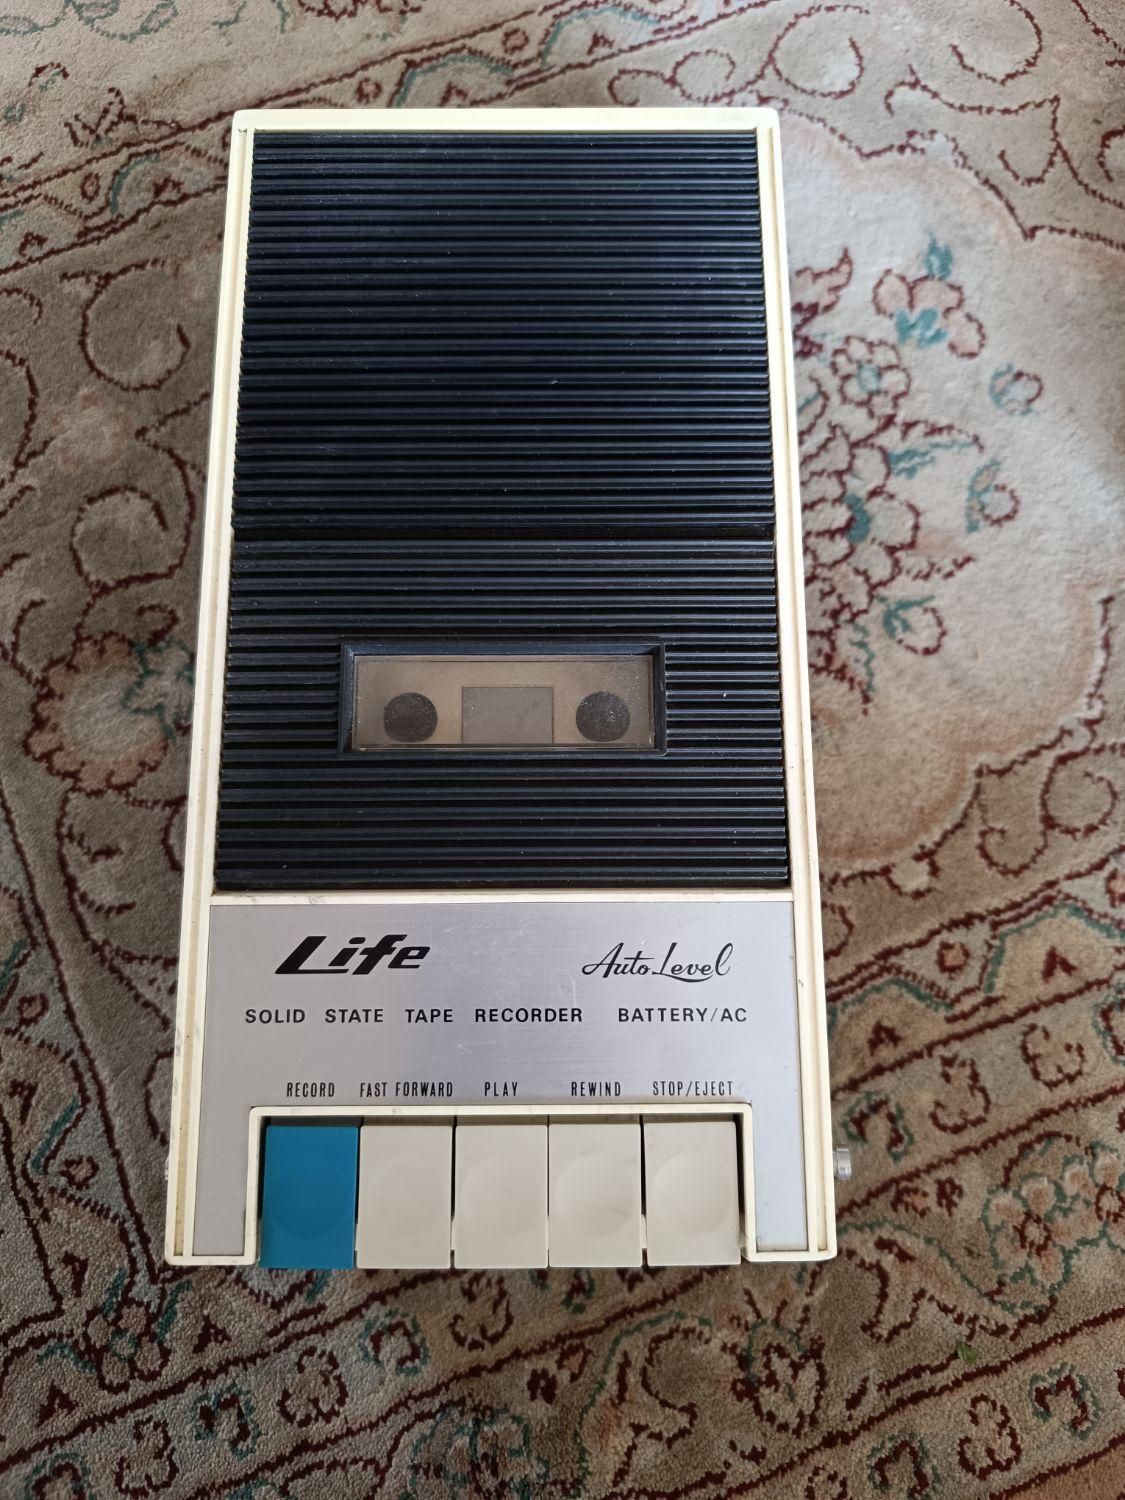 Life Auto Level
SOLID STATE TAPE RECORDER BATTERY/AC
RECORD FAST FORWARD PLAY REWIND STOP/EJECT